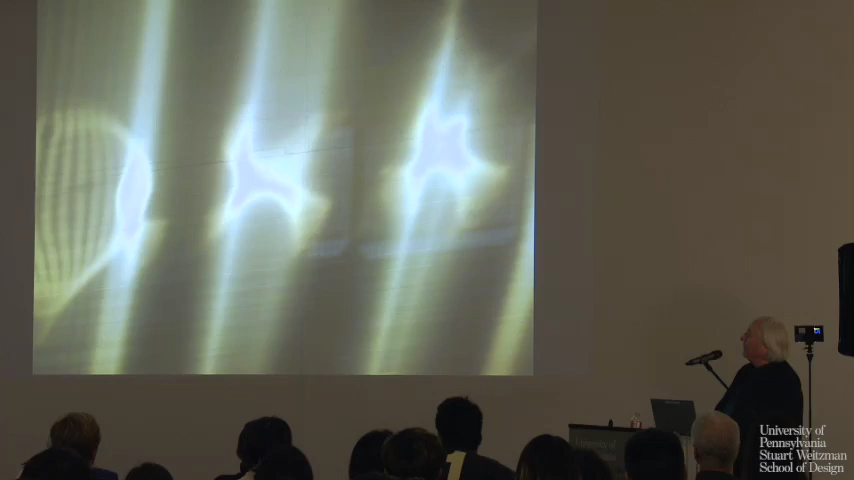 University of
Pennsylvania
Stuart Weitzman
School of Design